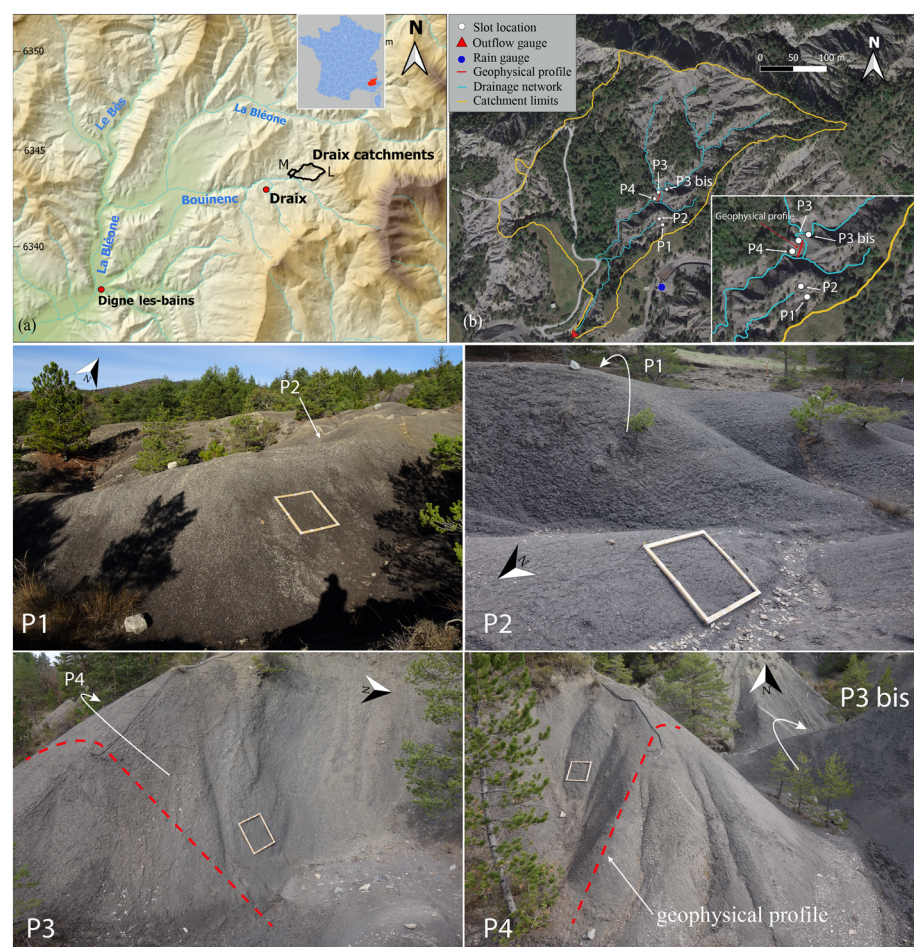 6350
6345
6340
m
N
Le Bès
La Bléone
M
L
Draix catchments
Bouinenc
Draix
La Bléone
Digne les-bains
(a)
Slot location
Outflow gauge
Rain gauge
Geophysical profile
Drainage network
Catchment limits
0 50 100 m
N
P3
P3 bis
P4
P2
P1
(b)
P3
Geophysical profile
P3 bis
P4
P2
P1
N
P2
P1
P1
N
P2
P4
N
P3
N
P3 bis
geophysical profile
P4